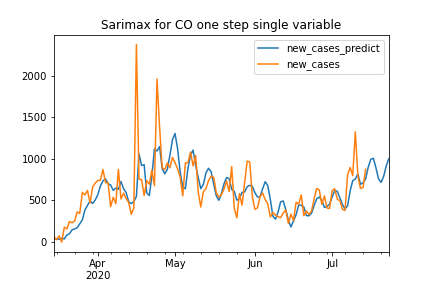 Sarimax for CO one step single variable
new_cases_predict
new_cases
2000
1500
1000
500
0
Apr
2020
May
Jun
Jul